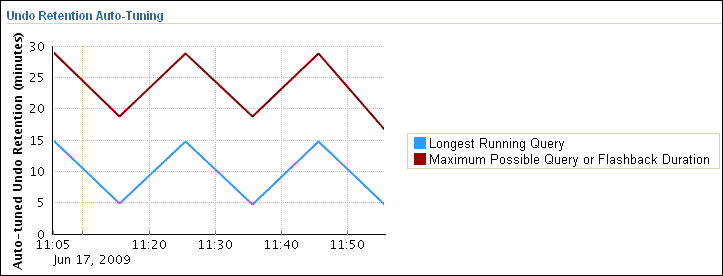 Undo Retention Auto-Tuning
Auto-tuned Undo Retention (minutes)
30
25
20
15
10
5
0
11:05 11:20 11:30 11:40 11:50
Jun 17, 2009
Longest Running Query
Maximum Possible Query or Flashback Duration